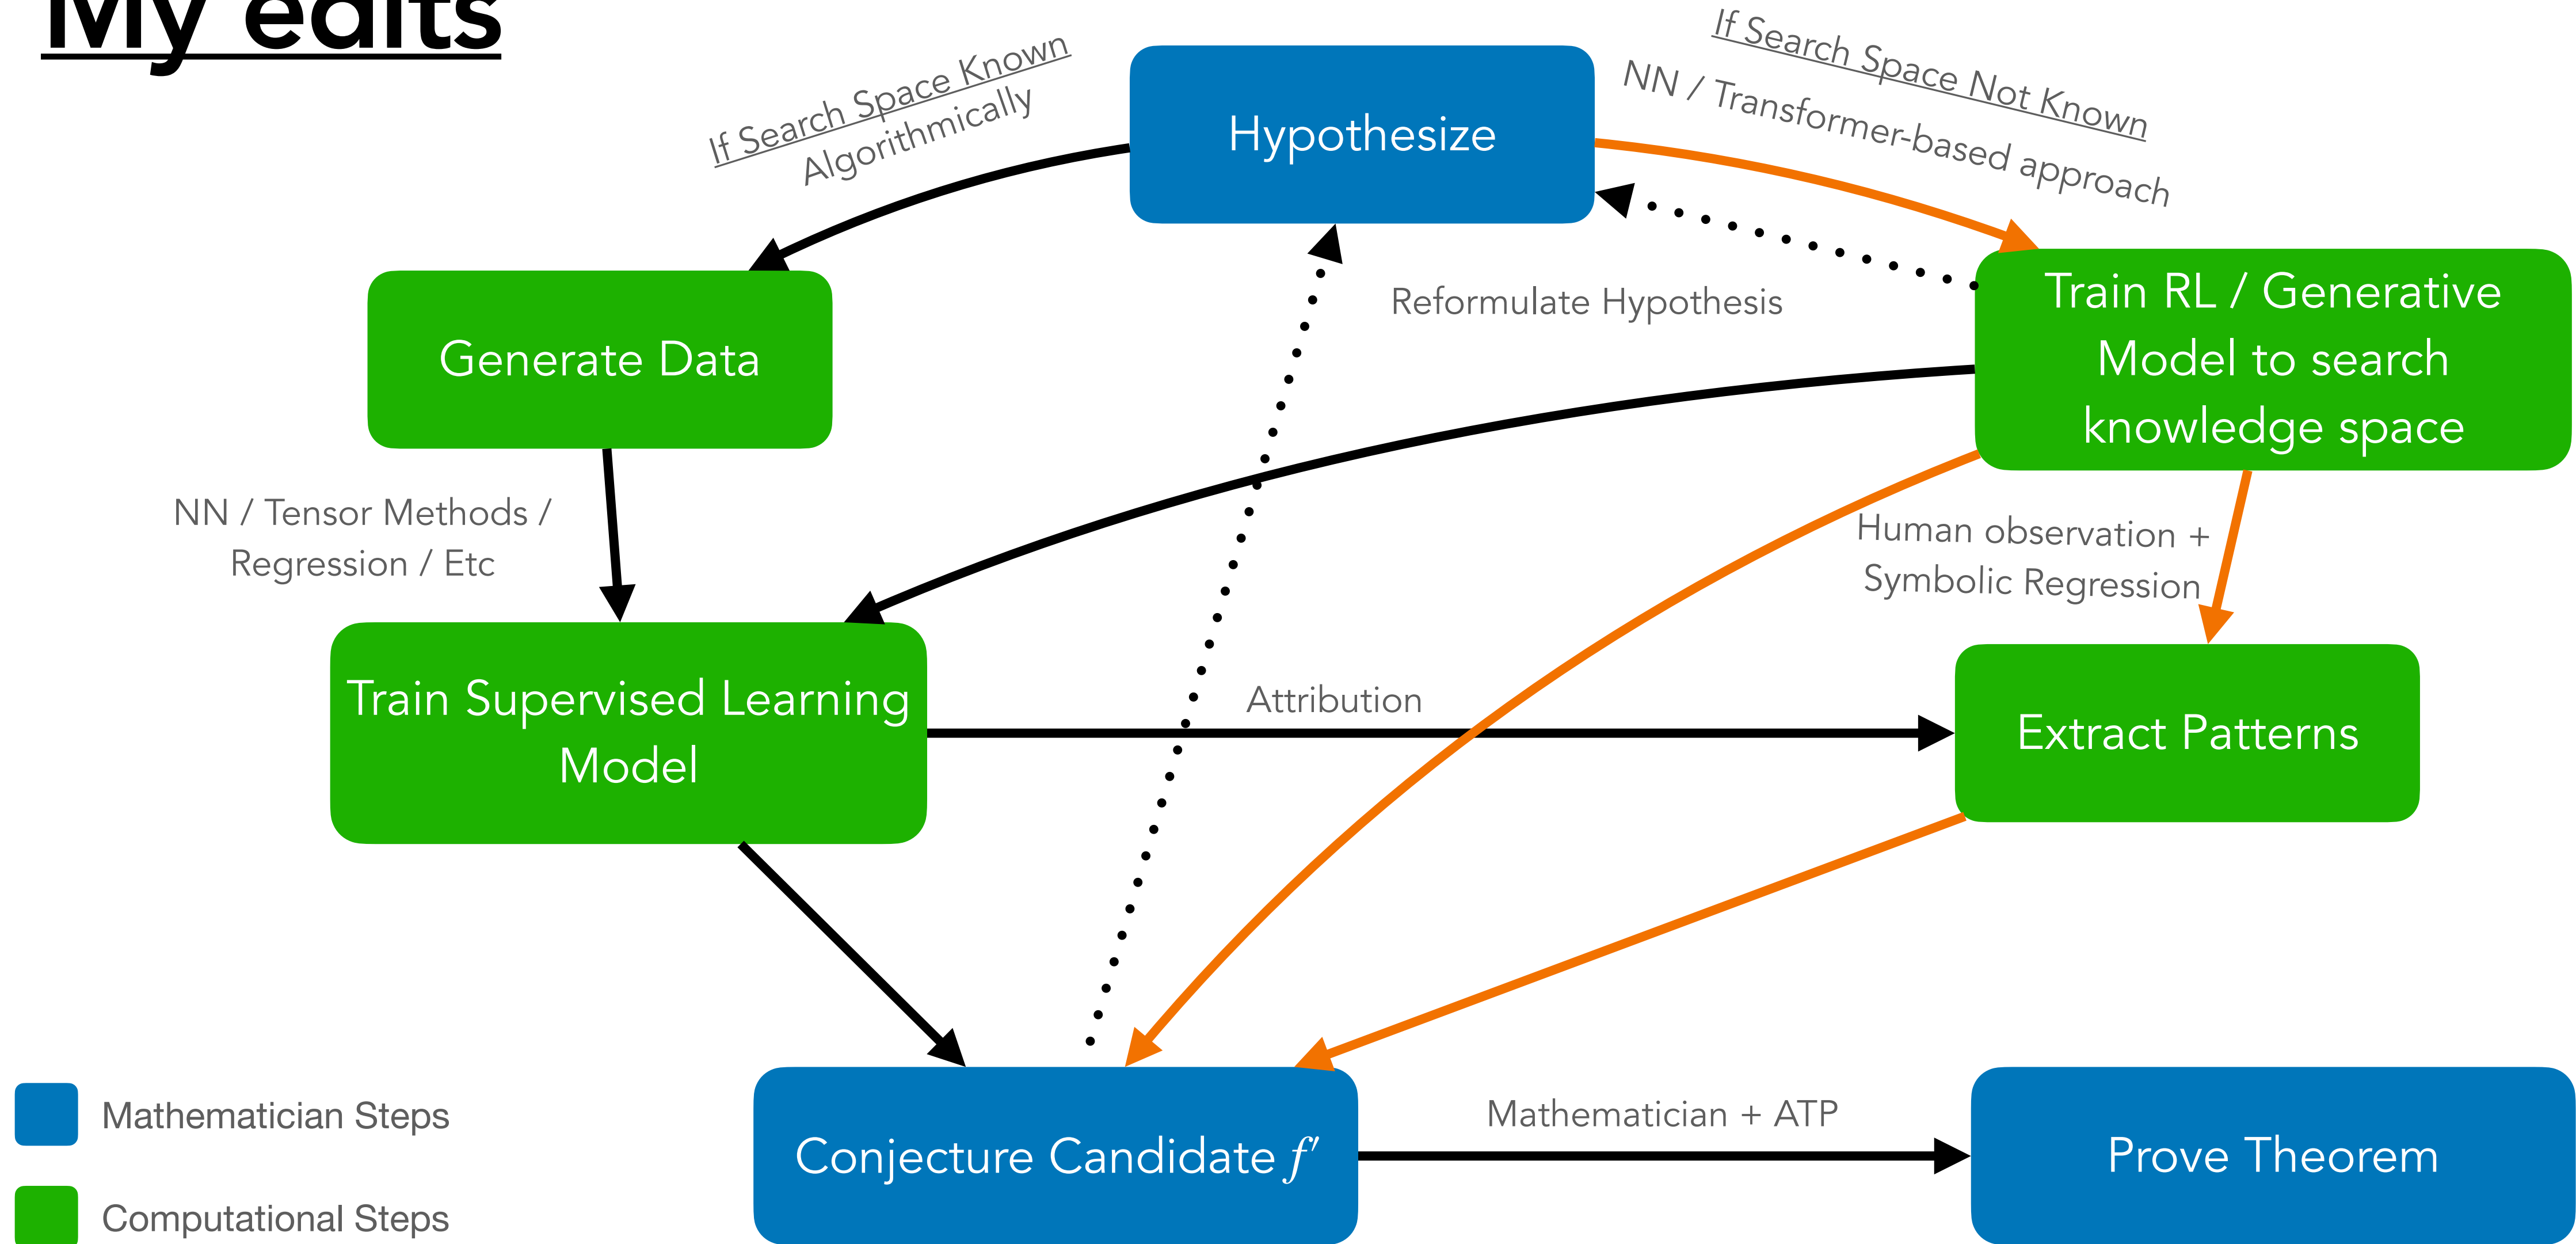 My edits
If Search Space Known
Algorithmically
Hypothesize
If Search Space Not Known
NN / Transformer-based approach
Generate Data
Reformulate Hypothesis
Train RL / Generative
Model to search
knowledge space
NN / Tensor Methods /
Regression / Etc
Human observation +
Symbolic Regression
Train Supervised Learning
Model
Attribution
Extract Patterns
Mathematician Steps
Computational Steps
Conjecture Candidate f′
Mathematician + ATP
Prove Theorem